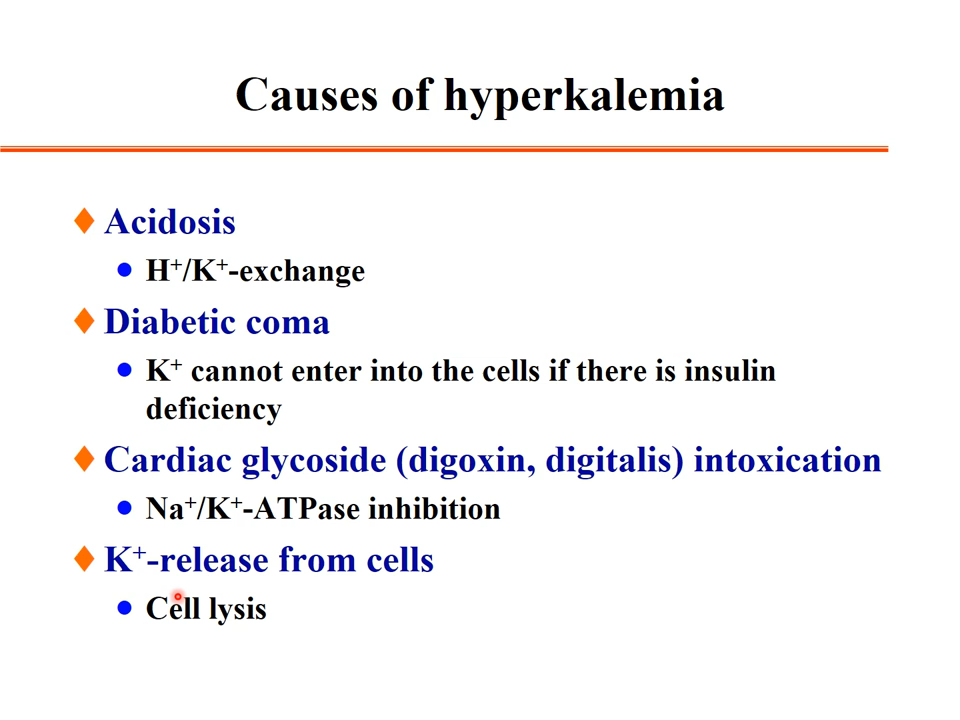 Causes of hyperkalemia
Acidosis
H⁺/K⁺-exchange
Diabetic coma
K⁺ cannot enter into the cells if there is insulin
deficiency
Cardiac glycoside (digoxin, digitalis) intoxication
Na⁺/K⁺-ATPase inhibition
K⁺-release from cells
Cell lysis